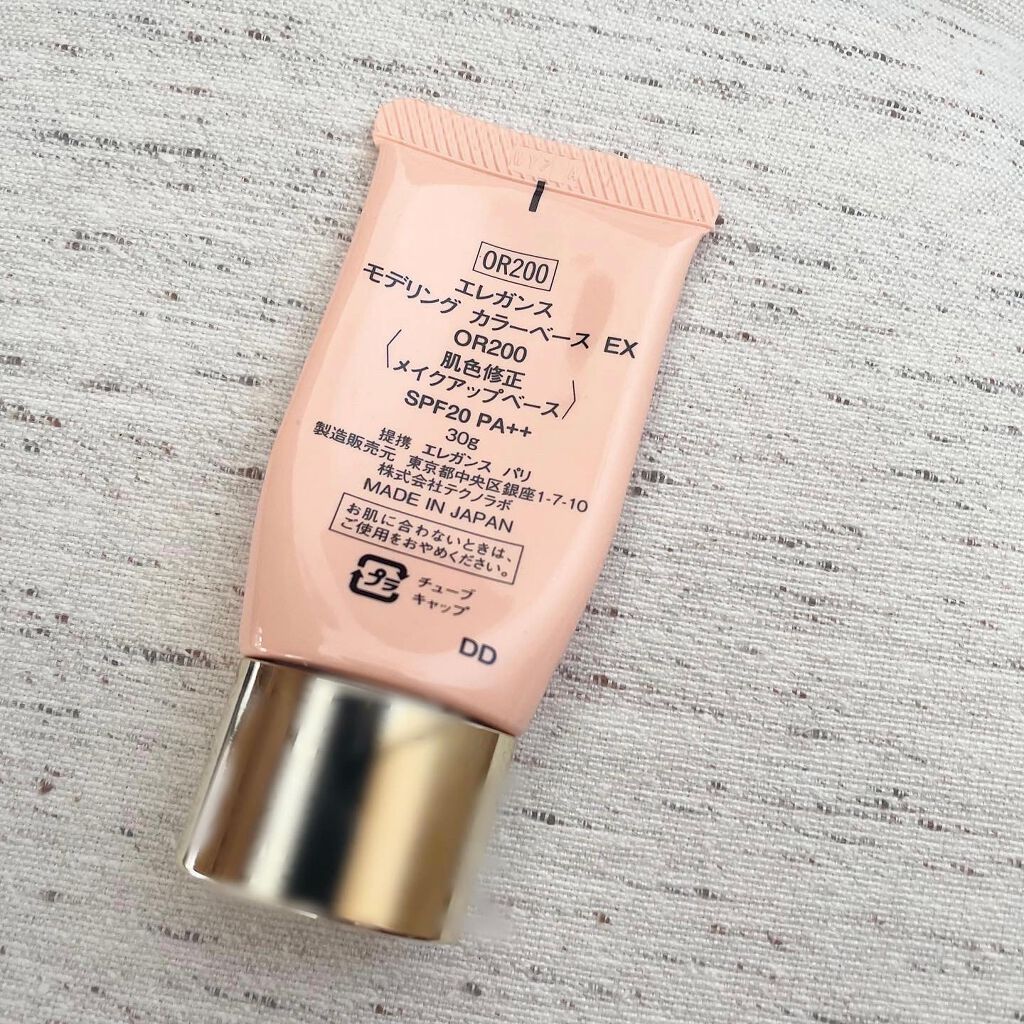 OR200
エレガンス
モデリング カラーベース EX
OR200
肌色修正
〈メイクアップベース〉
SPF20 PA++
30g
提携 エレガンス パリ
製造販売元 東京都中央区銀座1-7-10
株式会社テクノラボ
MADE IN JAPAN
お肌に合わないときは、
ご使用をおやめください。
プラ
チューブ
キャップ
DD